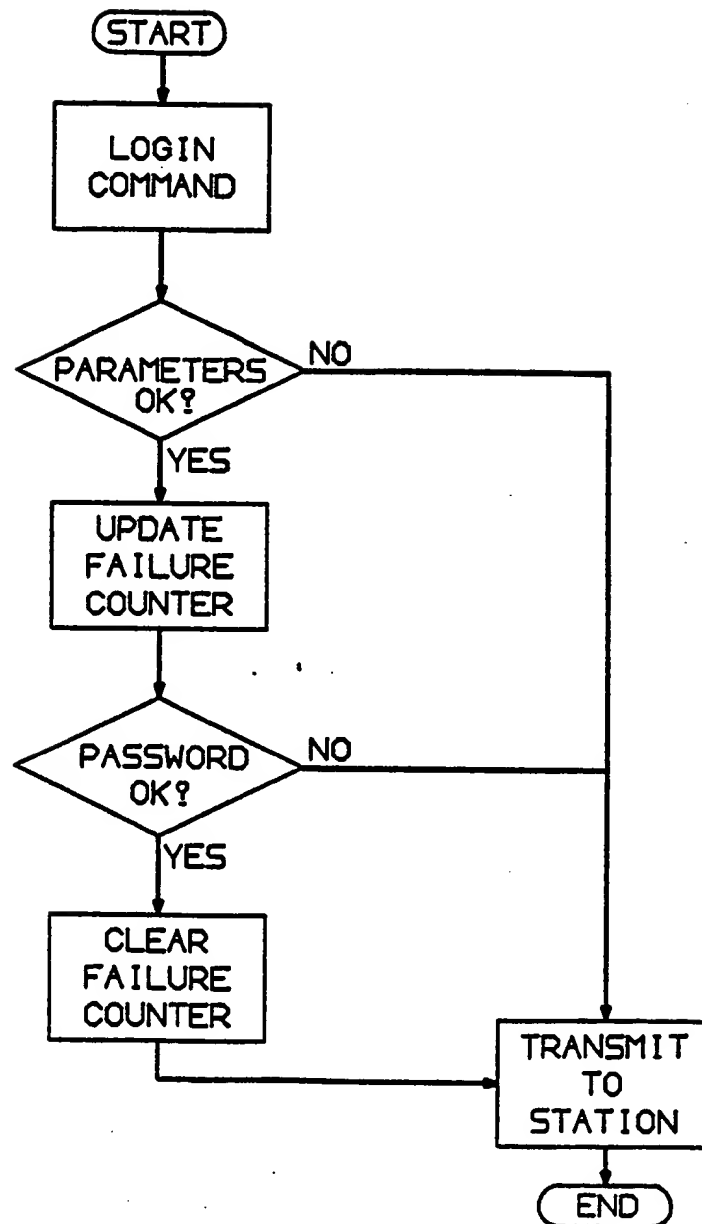 START
LOGIN
COMMAND
PARAMETERS
OK?
NO
YES
UPDATE
FAILURE
COUNTER
PASSWORD
OK?
NO
YES
CLEAR
FAILURE
COUNTER
TRANSMIT
TO
STATION
END